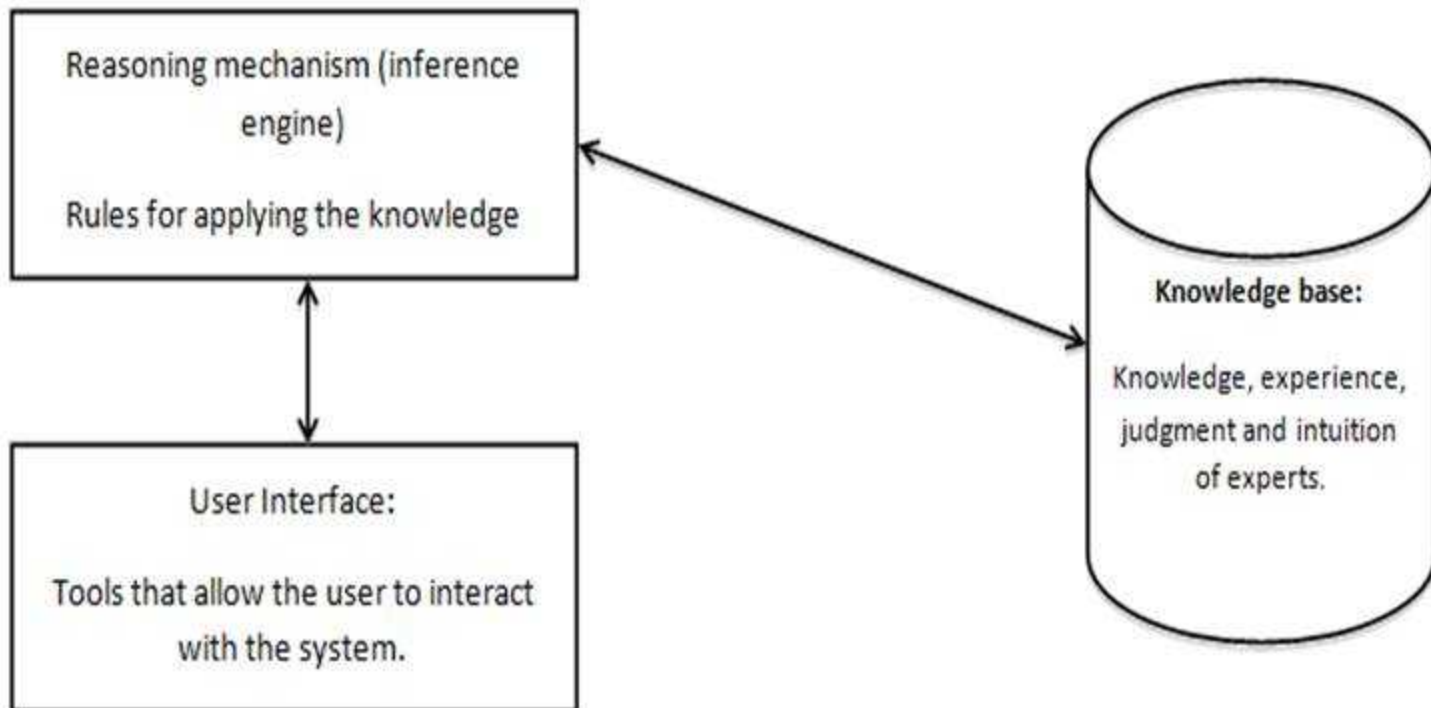 Reasoning mechanism (inference
engine)
Rules for applying the knowledge
User Interface:
Tools that allow the user to interact
with the system.
Knowledge base:
Knowledge, experience,
judgment and intuition
of experts.